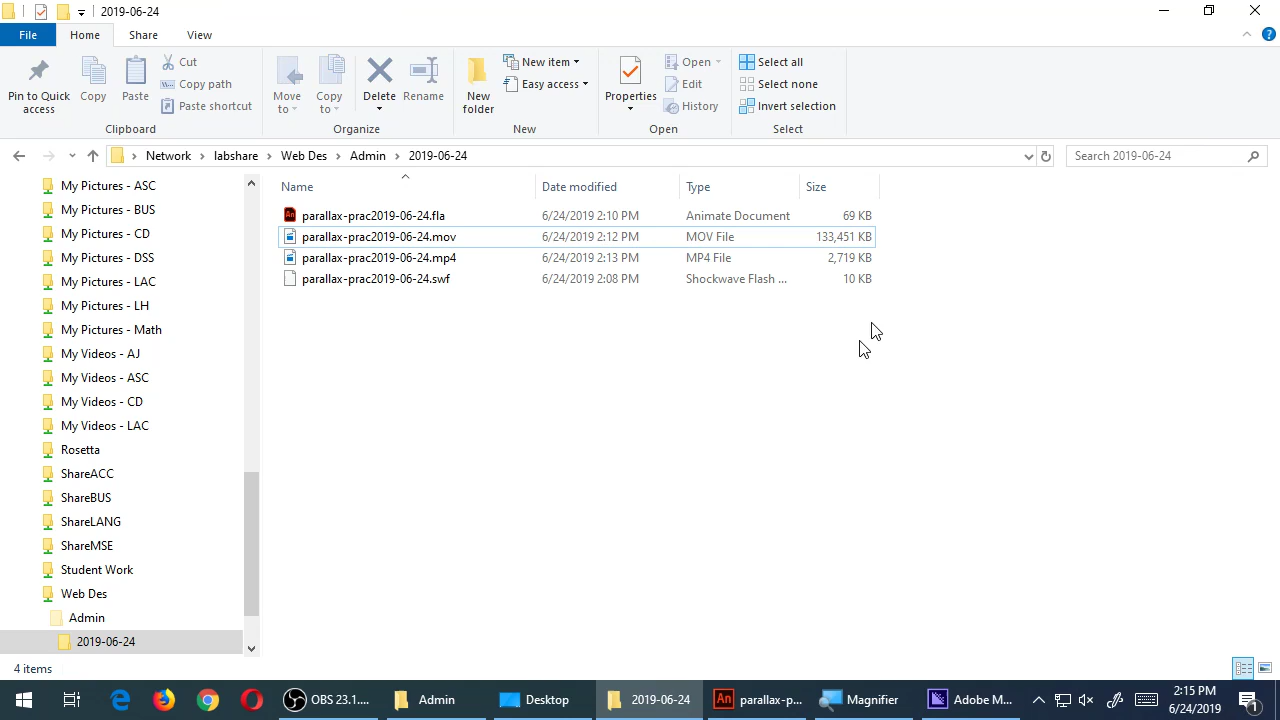 2019-06-24
File Home Share View
Pin to Quick access
Copy
Paste
Cut
Copy path
Paste shortcut
Clipboard
Move to
Copy to
Delete
Rename
Organize
New folder
New item
Easy access
New
Properties
Open
Edit
History
Open
Select all
Select none
Invert selection
Select
Network labshare Web Des Admin 2019-06-24
Search 2019-06-24
My Pictures - ASC
My Pictures - BUS
My Pictures - CD
My Pictures - DSS
My Pictures - LAC
My Pictures - LH
My Pictures - Math
My Videos - AJ
My Videos - ASC
My Videos - CD
My Videos - LAC
Rosetta
ShareACC
ShareBUS
ShareLANG
ShareMSE
Student Work
Web Des
Admin
2019-06-24
Name Date modified Type Size
parallax-prac2019-06-24.fla 6/24/2019 2:10 PM Animate Document 69 KB
parallax-prac2019-06-24.mov 6/24/2019 2:12 PM MOV File 133,451 KB
parallax-prac2019-06-24.mp4 6/24/2019 2:13 PM MP4 File 2,719 KB
parallax-prac2019-06-24.swf 6/24/2019 2:08 PM Shockwave Flash ... 10 KB
4 items
OBS 23.1.... Admin Desktop 2019-06-24 An parallax-p... Magnifier Adobe M...
2:15 PM
6/24/2019
1